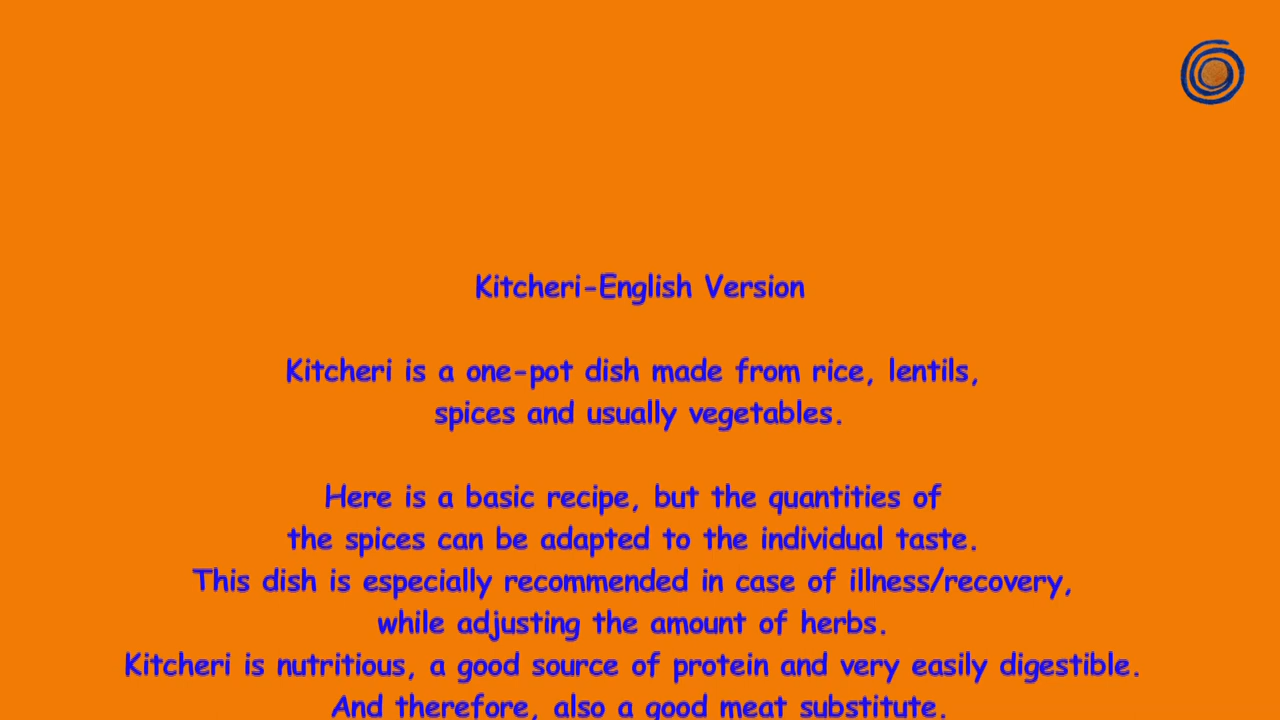 Kitcheri-English Version
Kitcheri is a one-pot dish made from rice, lentils,
spices and usually vegetables.
Here is a basic recipe, but the quantities of
the spices can be adapted to the individual taste.
This dish is especially recommended in case of illness/recovery,
while adjusting the amount of herbs.
Kitcheri is nutritious, a good source of protein and very easily digestible.
And therefore, also a good meat substitute.